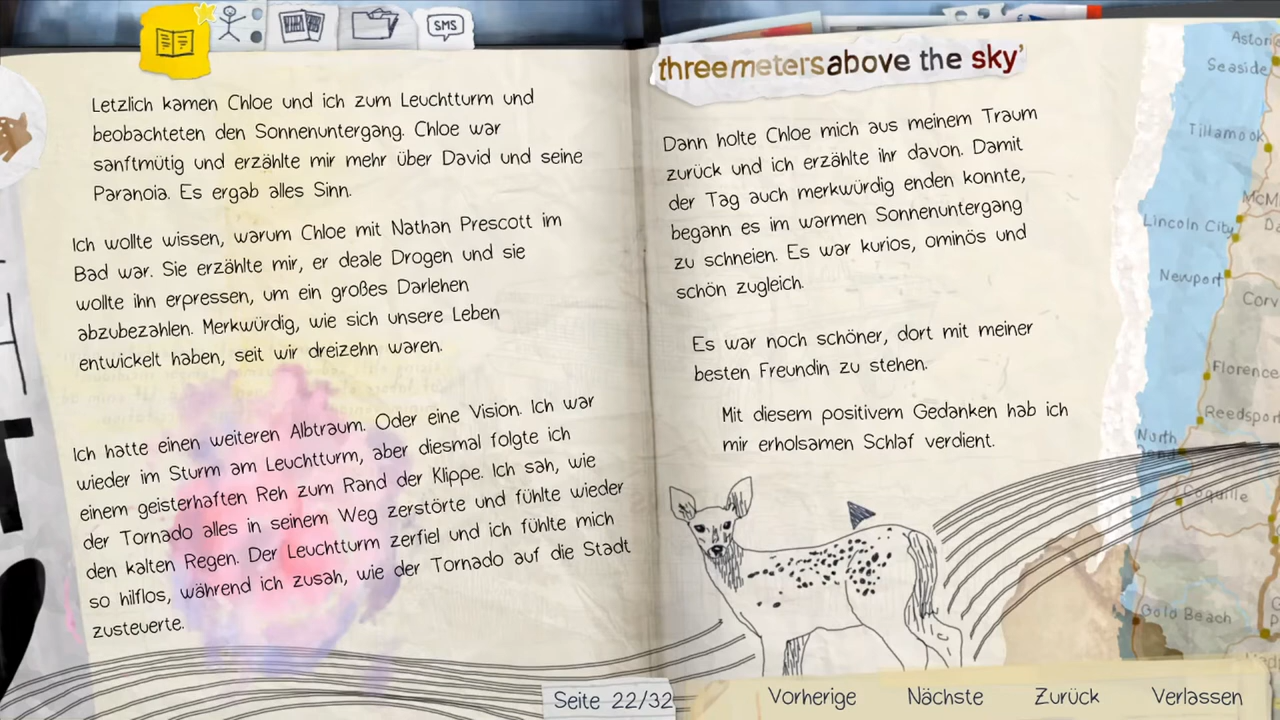 SMS
Letzlich kamen Chloe und ich zum Leuchtturm und
beobachteten den Sonnenuntergang. Chloe war
sanftmütig und erzählte mir mehr über David und seine
Paranoia. Es ergab alles Sinn.
Ich wollte wissen, warum Chloe mit Nathan Prescott im
Bad war. Sie erzählte mir, er deale Drogen und sie
wollte ihn erpressen, um ein großes Darlehen
abzubezahlen. Merkwürdig, wie sich unsere Leben
entwickelt haben, seit wir dreizehn waren.
Ich hatte einen weiteren Albtraum. Oder eine Vision. Ich war
wieder im Sturm am Leuchtturm, aber diesmal folgte ich
einem geisterhaften Reh zum Rand der Klippe. Ich sah, wie
der Tornado alles in seinem Weg zerstörte und fühlte wieder
den kalten Regen. Der Leuchtturm zerfiel und ich fühlte mich
so hilflos, während ich zusah, wie der Tornado auf die Stadt
zusteuerte.
threemetersabove the sky'
Dann holte Chloe mich aus meinem Traum
zurück und ich erzählte ihr davon. Damit
der Tag auch merkwürdig enden konnte,
begann es im warmen Sonnenuntergang
zu schneien. Es war kurios, ominös und
schön zugleich.
Es war noch schöner, dort mit meiner
besten Freundin zu stehen.
Mit diesem positivem Gedanken hab ich
mir erholsamen Schlaf verdient.
Seaside
Tillamook
Lincoln City
Newport
Florence
North
Coquille
Gold Beach
Seite 22/32
Vorherige
Nächste
Zurück
Verlassen